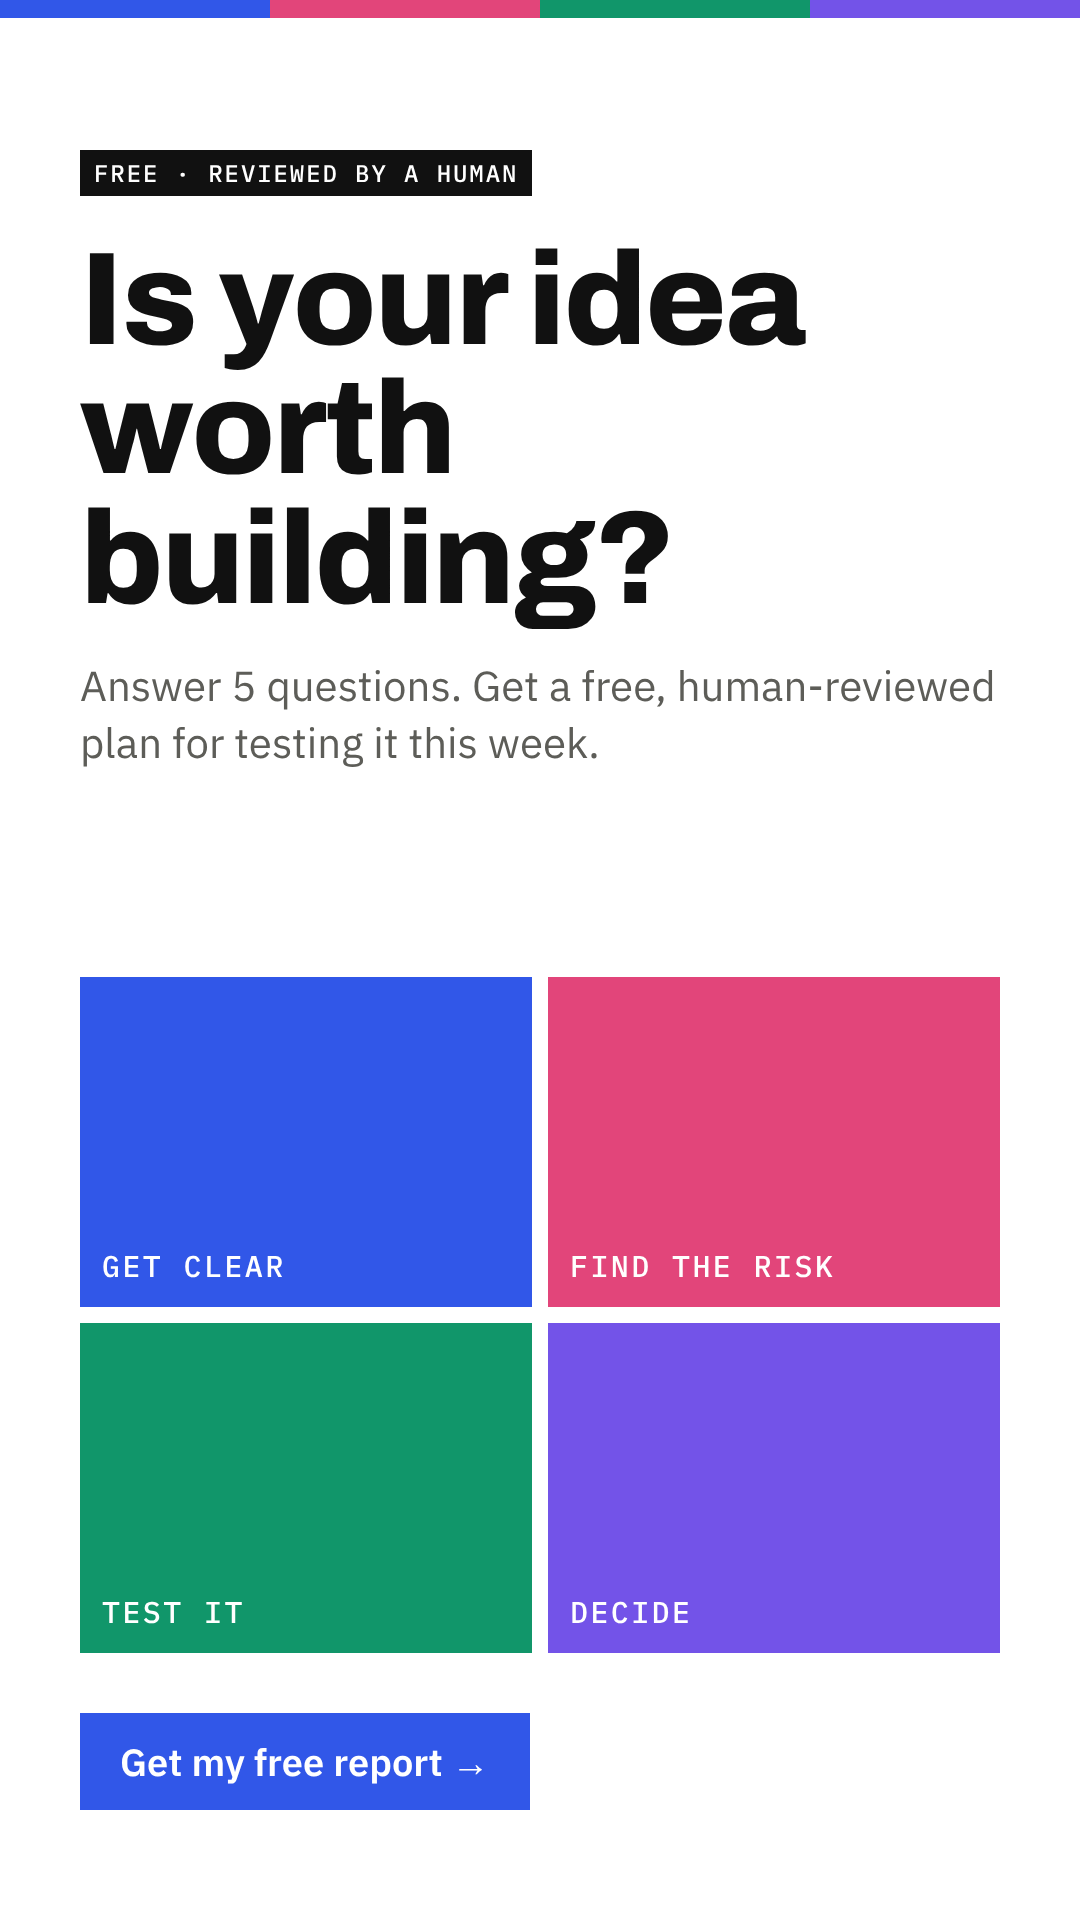 FREE · REVIEWED BY A HUMAN
Is your idea
worth
building?
Answer 5 questions. Get a free, human-reviewed
plan for testing it this week.
GET CLEAR
FIND THE RISK
TEST IT
DECIDE
Get my free report →